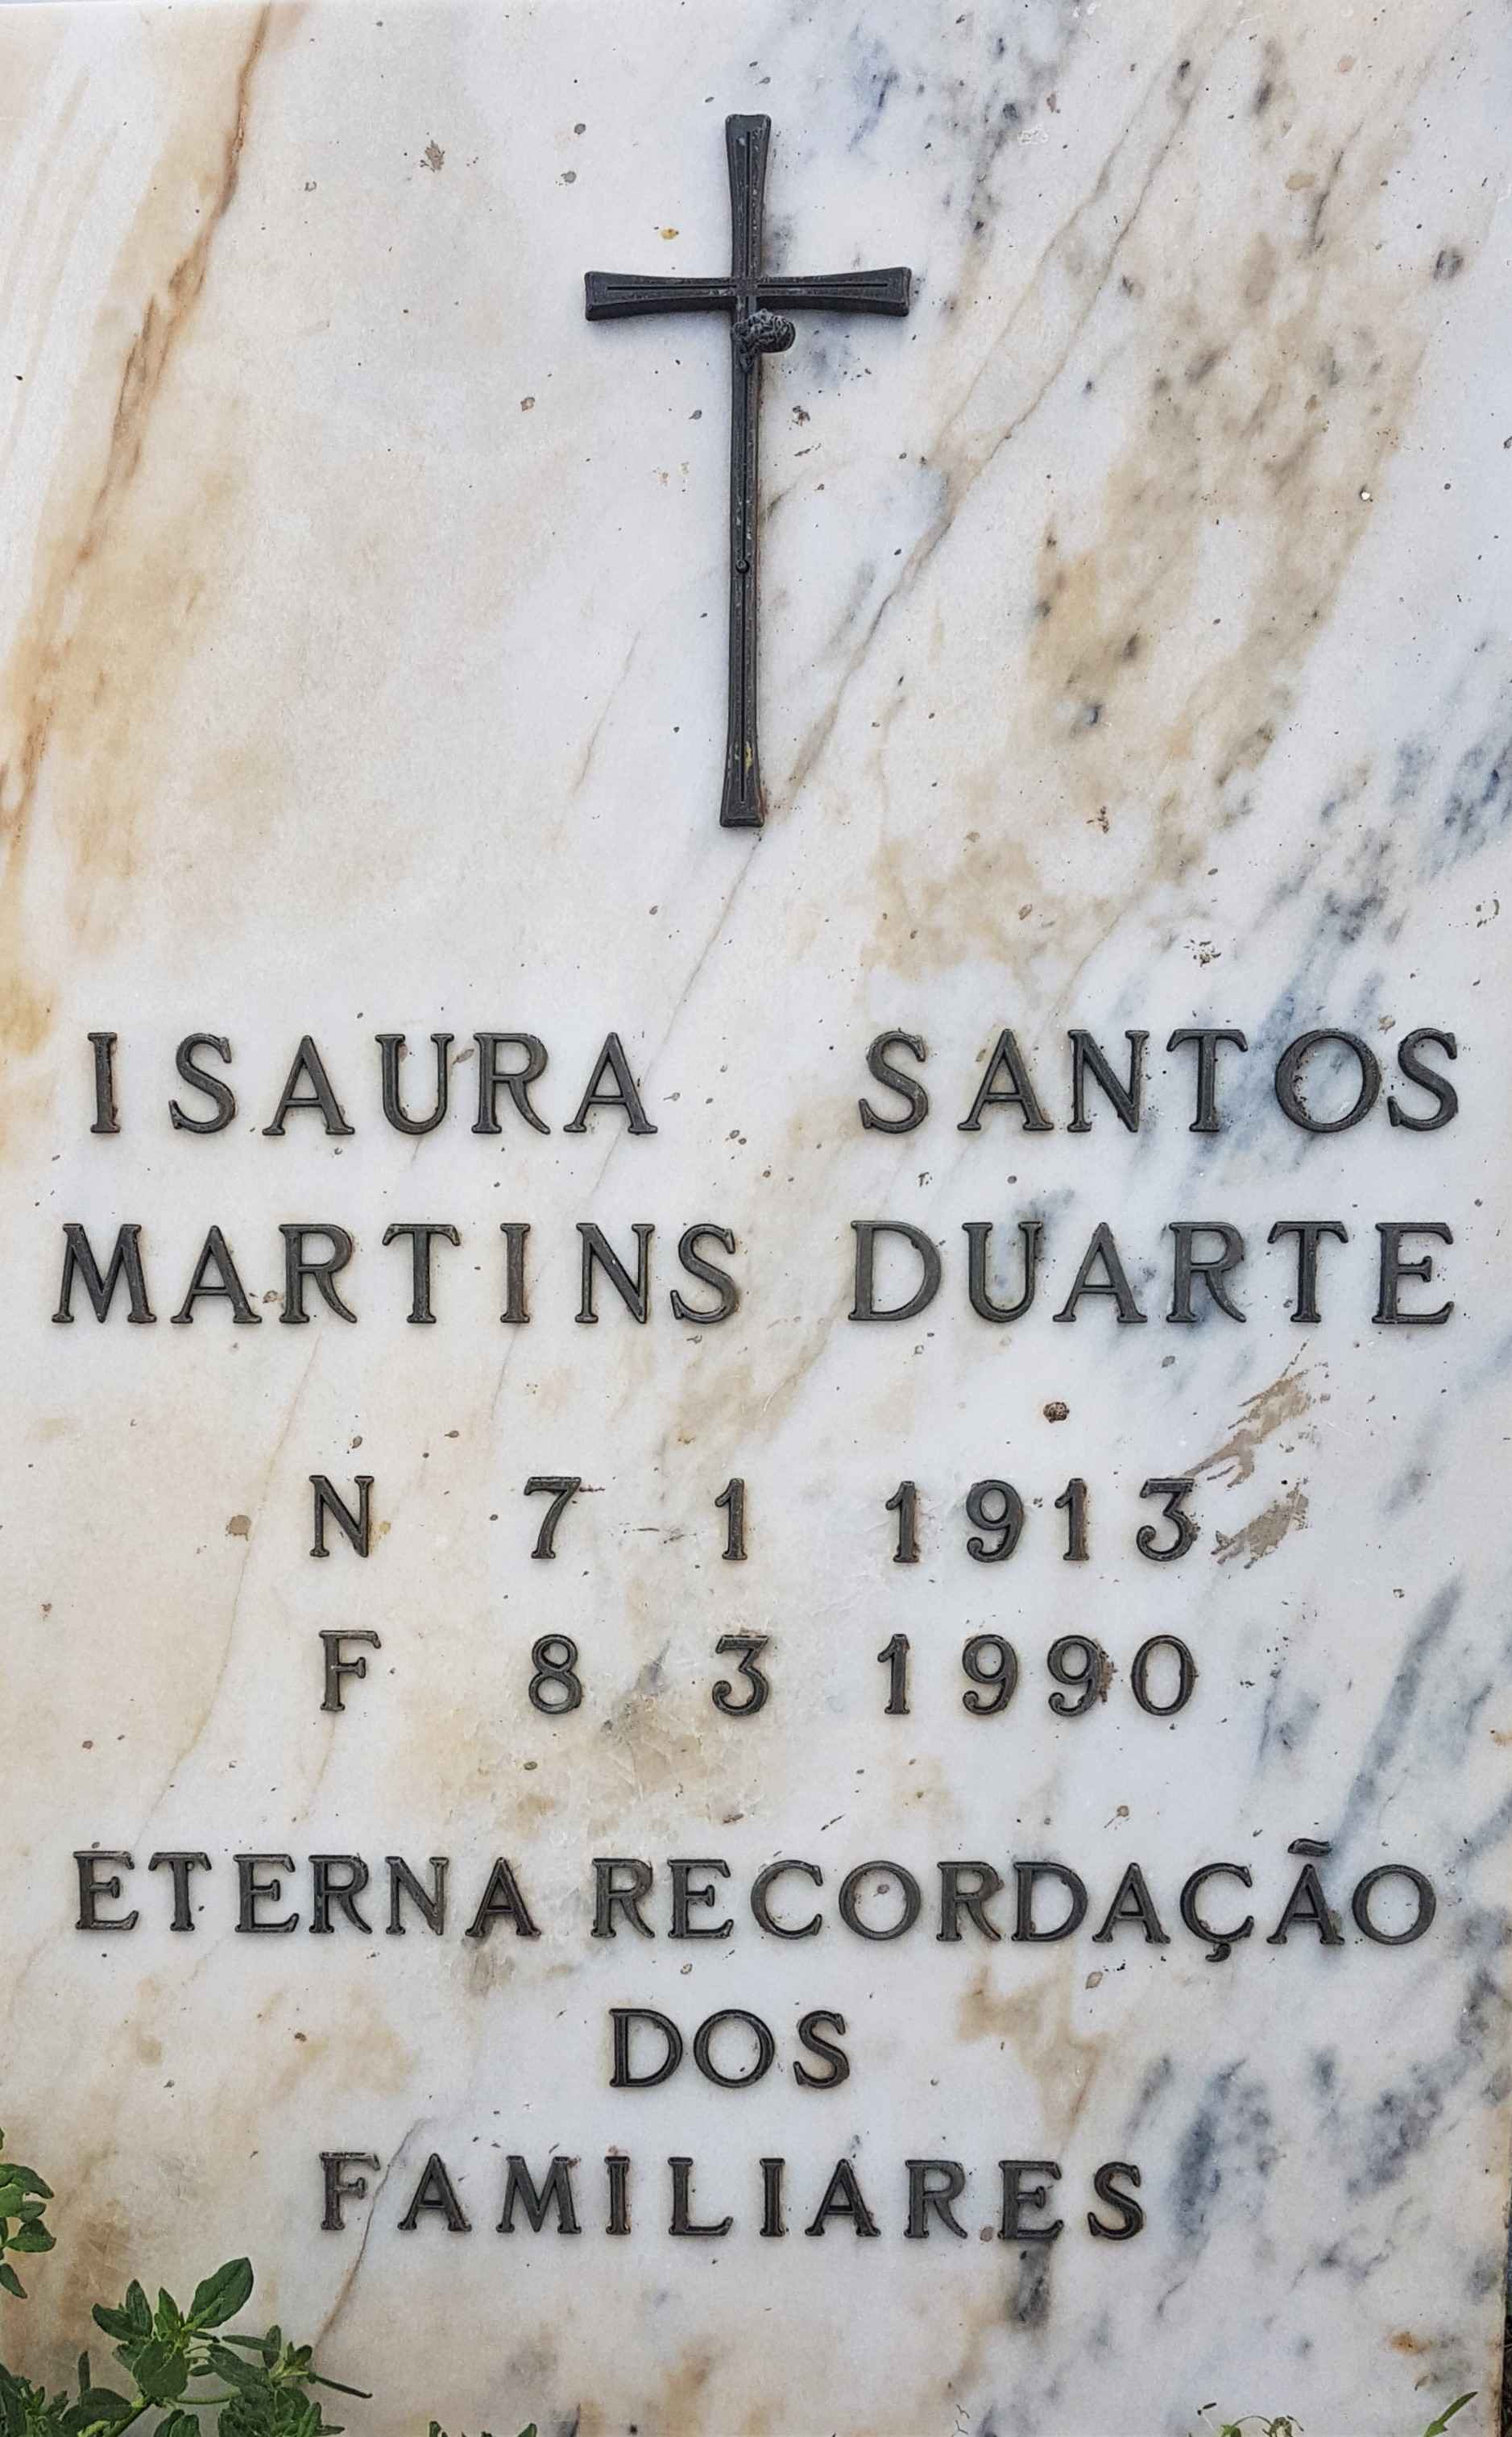 ISAURA SANTOS
MARTINS DUARTE
N 7 1 1913
F 8 3 1990
ETERNA RECORDAÇÃO
DOS
FAMILIARES